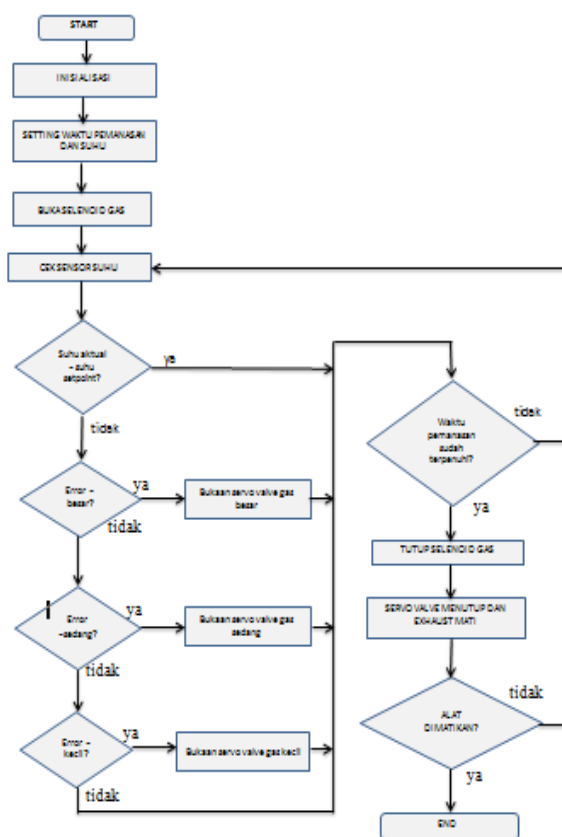 START
INISIALISASI
SETTING WAKTU PEMANASAN
DAN SUHU
BUKA SELENOID GAS
CEK SENSOR SUHU
Suhu aktual
= suhu
setpoint?
ya
tidak
Error =
besar?
ya
tidak
Bukaan servo valve gas
besar
Error
=sedang?
ya
tidak
Bukaan servo valve gas
sedang
Error =
kecil?
ya
tidak
Bukaan servo valve gas kecil
Waktu
pemanasan
sudah
terpenuhi?
tidak
ya
TUTUP SELENOID GAS
SERVO VALVE MENUTUP DAN
EXHAUST MATI
ALAT
DIMATIKAN?
tidak
ya
END